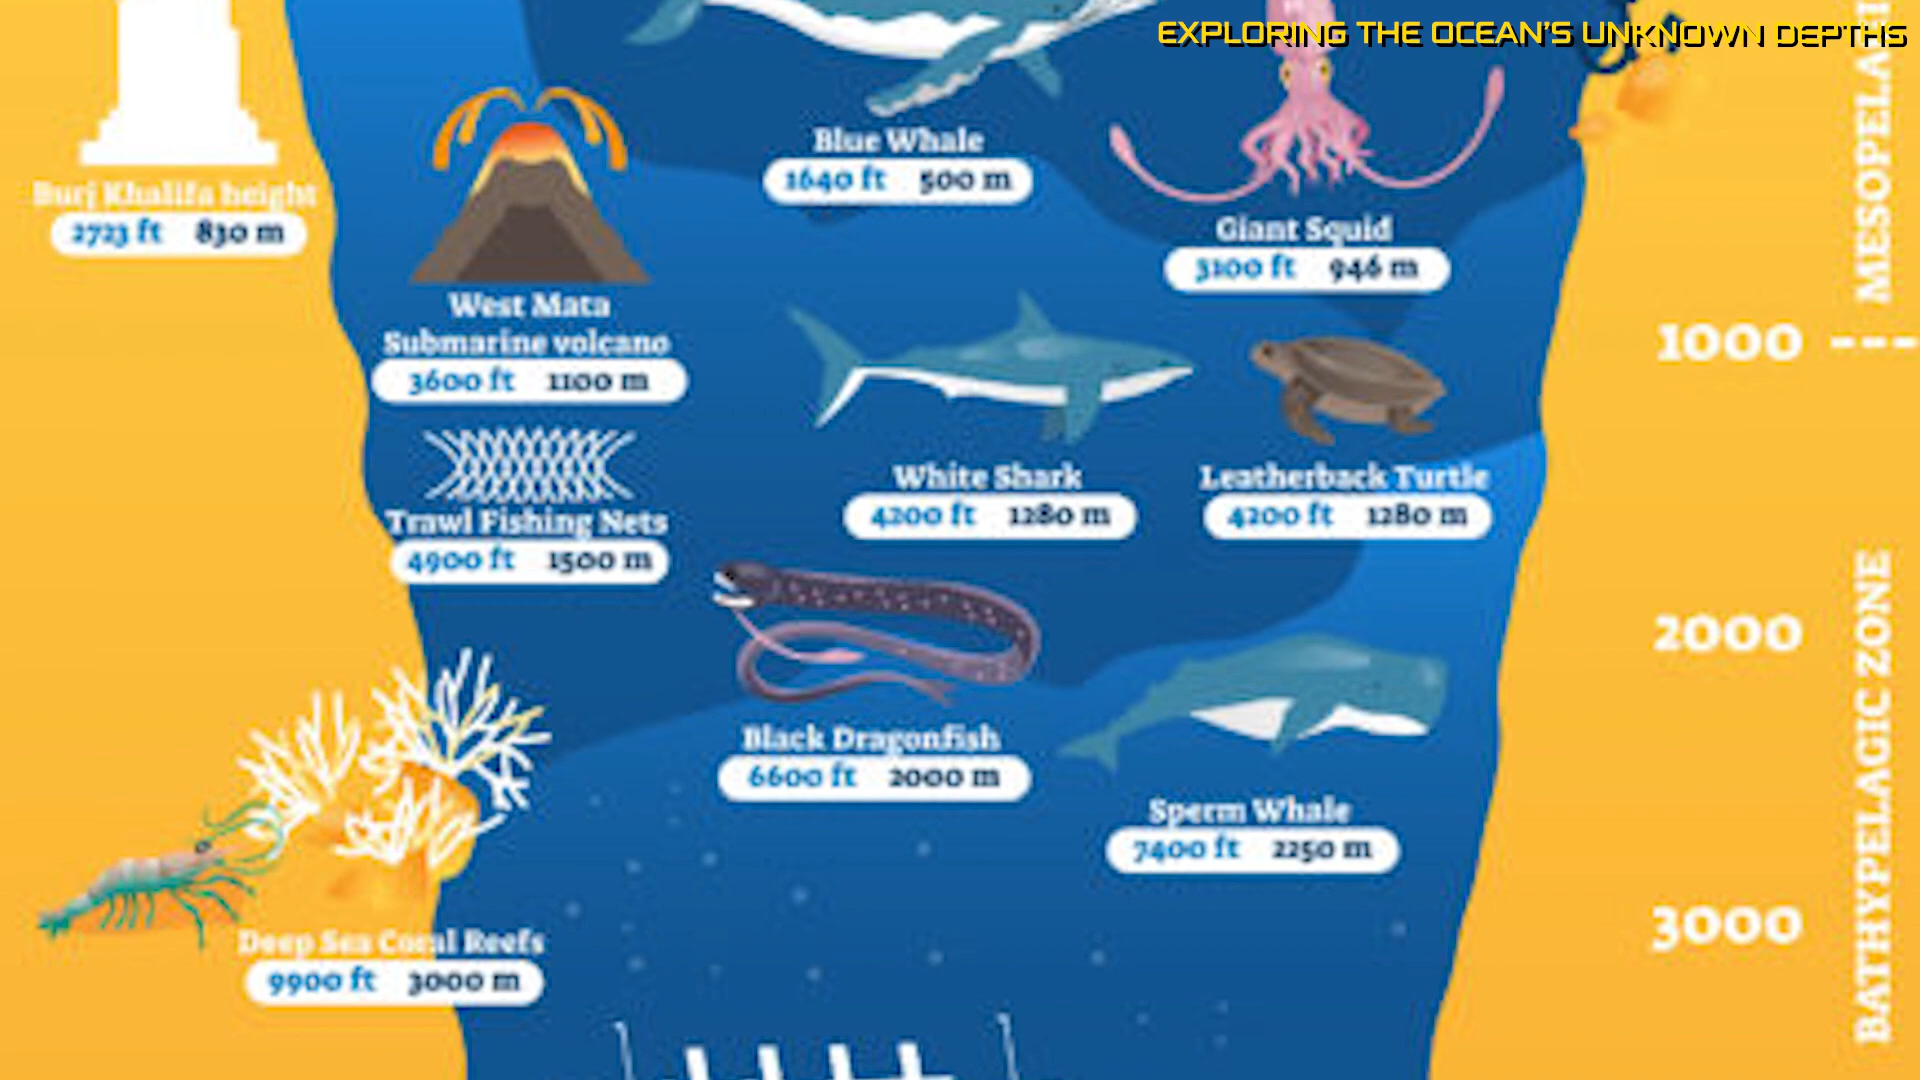 EXPLORING THE OCEAN'S UNKNOWN DEPTHS
Blue Whale
1640 ft 500 m
Burj Khalifa height
2723 ft 830 m
Giant Squid
3100 ft 946 m
West Mata
Submarine volcano
3600 ft 1100 m
1000
White Shark
4200 ft 1280 m
Leatherback Turtle
4200 ft 1280 m
Trawl Fishing Nets
4900 ft 1500 m
2000
Black Dragonfish
6600 ft 2000 m
Sperm Whale
7400 ft 2250 m
3000
Deep Sea Coral Reefs
9900 ft 3000 m
BATHYPELAGIC ZONE